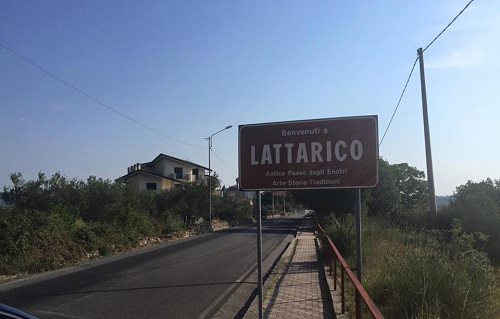 Benvenuti a
LATTARICO
Antico Paese degli Enotri
Arte-Storia-Tradizioni